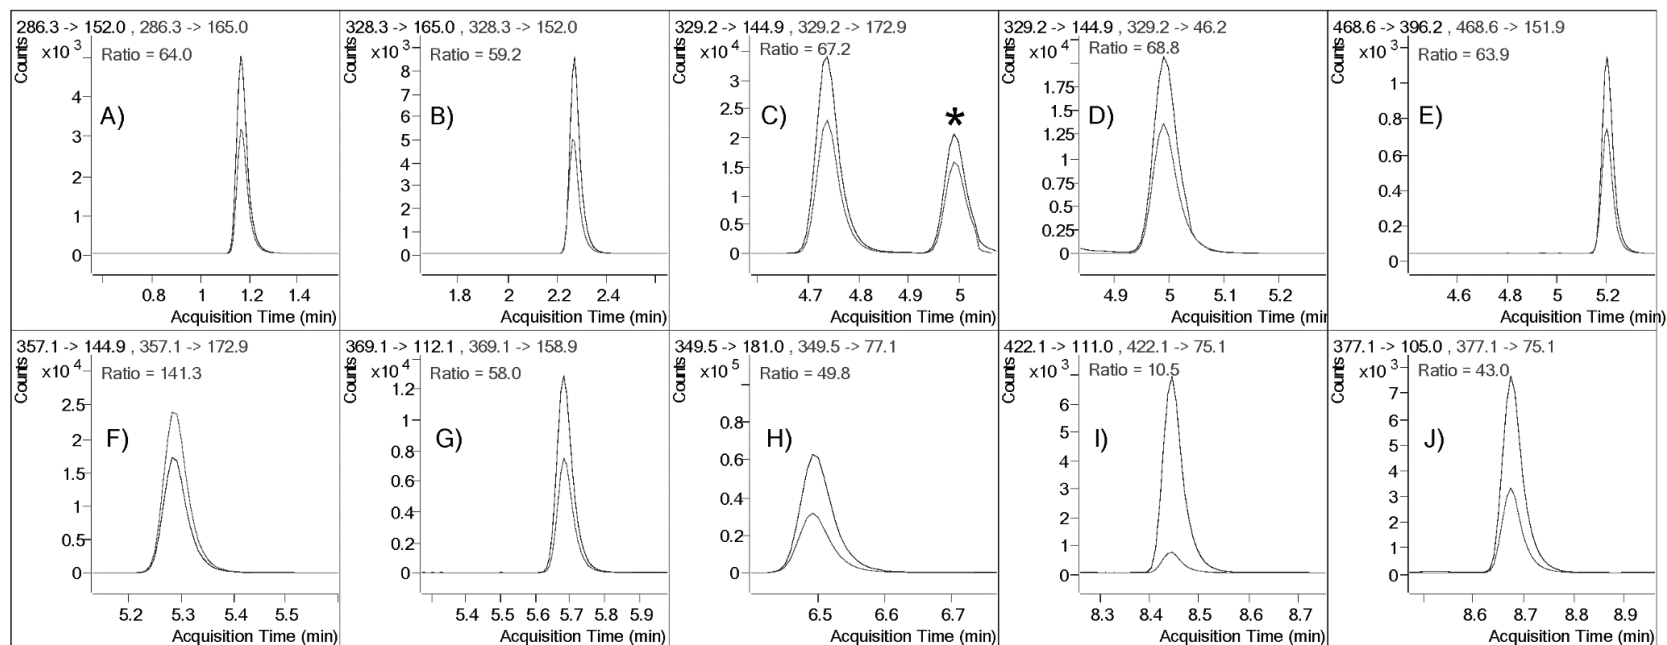 286.3 -> 152.0 , 286.3 -> 165.0
Counts
x10 3
Ratio = 64.0
A)
4
3
2
1
0
0.8 1 1.2 1.4
Acquisition Time (min)
328.3 -> 165.0 , 328.3 -> 152.0
Counts
x10 3
Ratio = 59.2
B)
8
7
6
5
4
3
2
1
0
1.8 2 2.2 2.4
Acquisition Time (min)
329.2 -> 144.9 , 329.2 -> 172.9
Counts
x10 4
Ratio = 67.2
C)
*
3
2.5
2
1.5
1
0.5
0
4.7 4.8 4.9 5
Acquisition Time (min)
329.2 -> 144.9 , 329.2 -> 46.2
Counts
x10 4
Ratio = 68.8
D)
1.75
1.5
1.25
1
0.75
0.5
0.25
0
4.9 5 5.1 5.2
Acquisition Time (min)
468.6 -> 396.2 , 468.6 -> 151.9
Counts
x10 3
Ratio = 63.9
E)
1
0.8
0.6
0.4
0.2
0
4.6 4.8 5 5.2
Acquisition Time (min)
357.1 -> 144.9 , 357.1 -> 172.9
Counts
x10 4
Ratio = 141.3
F)
2.5
2
1.5
1
0.5
0
5.2 5.3 5.4 5.5
Acquisition Time (min)
369.1 -> 112.1 , 369.1 -> 158.9
Counts
x10 4
Ratio = 58.0
G)
1.2
1
0.8
0.6
0.4
0.2
0
5.4 5.5 5.6 5.7 5.8 5.9
Acquisition Time (min)
349.5 -> 181.0 , 349.5 -> 77.1
Counts
x10 5
Ratio = 49.8
H)
0.8
0.6
0.4
0.2
0
6.5 6.6 6.7
Acquisition Time (min)
422.1 -> 111.0 , 422.1 -> 75.1
Counts
x10 3
Ratio = 10.5
I)
6
5
4
3
2
1
0
8.3 8.4 8.5 8.6 8.7
Acquisition Time (min)
377.1 -> 105.0 , 377.1 -> 75.1
Counts
x10 3
Ratio = 43.0
J)
7
6
5
4
3
2
1
0
8.6 8.7 8.8 8.9
Acquisition Time (min)